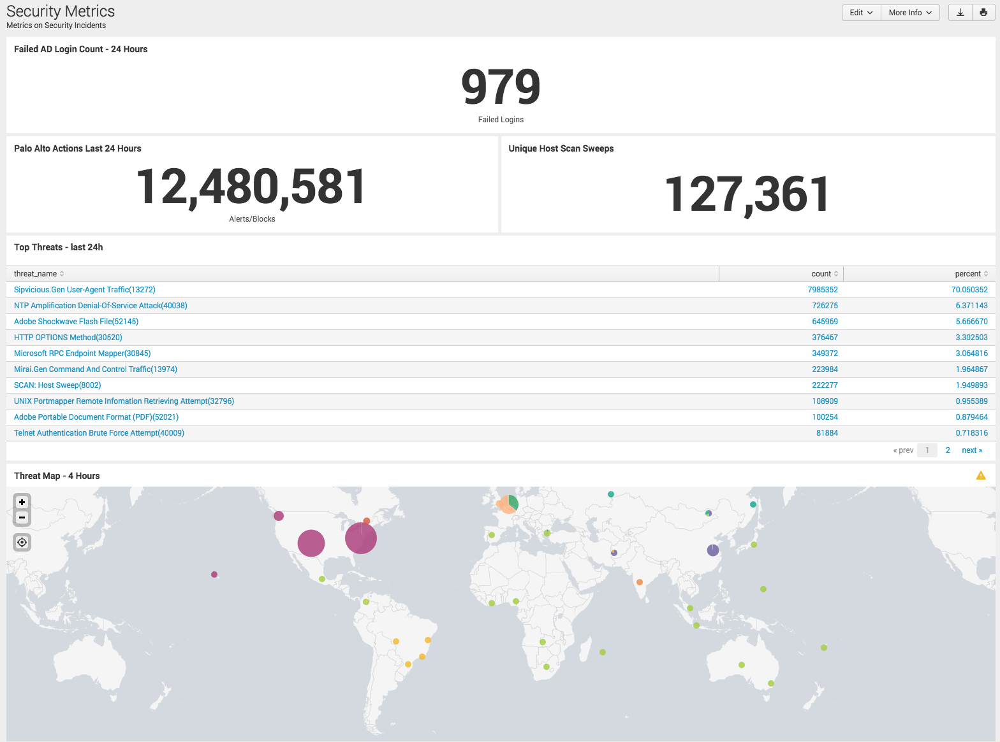 Security Metrics
Edit More Info
Metrics on Security Incidents
Failed AD Login Count - 24 Hours
979
Failed Logins
Palo Alto Actions Last 24 Hours
12,480,581
Alerts/Blocks
Unique Host Scan Sweeps
127,361
Top Threats - last 24h
threat_name count percent
Sipvicious.Gen User-Agent Traffic(13272) 7985352 70.050352
NTP Amplification Denial-Of-Service Attack(40038) 726275 6.371143
Adobe Shockwave Flash File(52145) 645969 5.666670
HTTP OPTIONS Method(30520) 376467 3.302503
Microsoft RPC Endpoint Mapper(30845) 349372 3.064816
Mirai.Gen Command And Control Traffic(13974) 223984 1.964867
SCAN: Host Sweep(8002) 222277 1.949893
UNIX Portmapper Remote Infomation Retrieving Attempt(32796) 108909 0.955389
Adobe Portable Document Format (PDF)(52021) 100254 0.879464
Telnet Authentication Brute Force Attempt(40009) 81884 0.718316
« prev 1 2 next »
Threat Map - 4 Hours